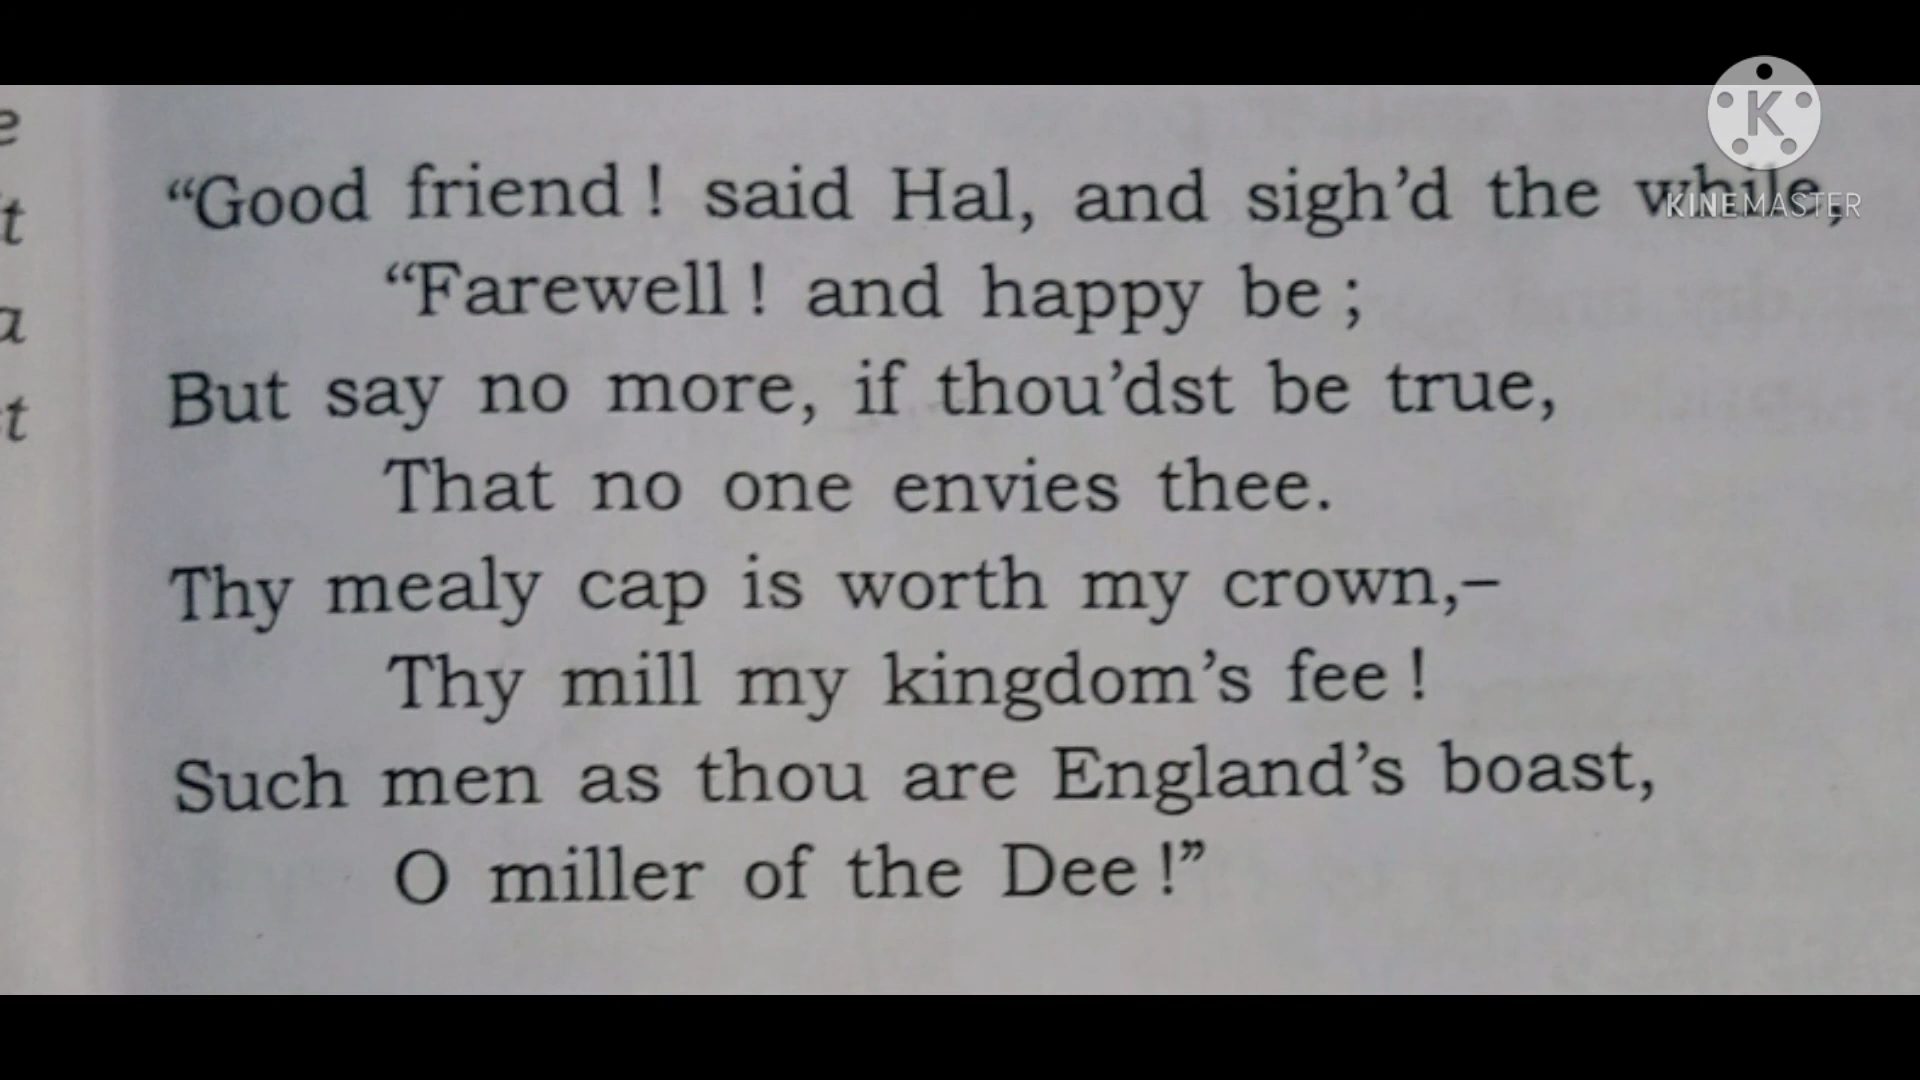 “Good friend ! said Hal, and sigh’d the while,
“Farewell ! and happy be ;
But say no more, if thou’dst be true,
That no one envies thee.
Thy mealy cap is worth my crown,–
Thy mill my kingdom’s fee !
Such men as thou are England’s boast,
O miller of the Dee !”
K
KINEMASTER
e
t
a
t